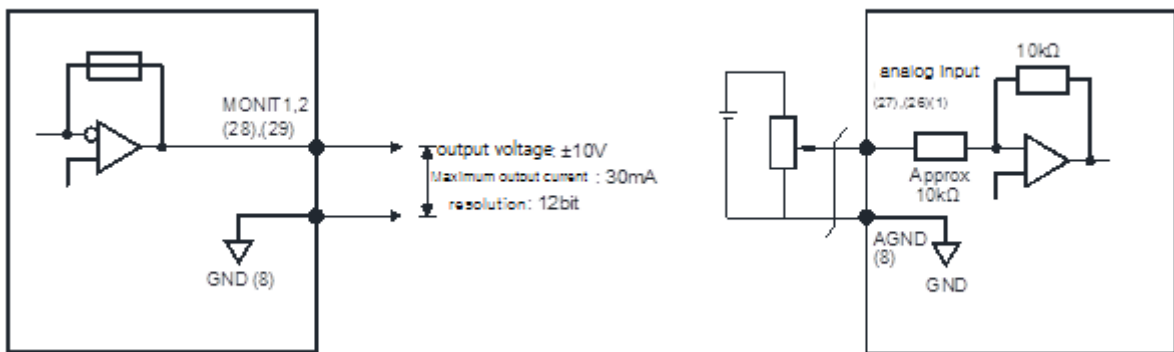 MONIT1,2
(28),(29)
output voltage: ±10V
Maximum output current : 30mA
resolution: 12bit
GND (8)
10kΩ
analog input
(27),(26)(1)
Approx
10kΩ
AGND
(8)
GND